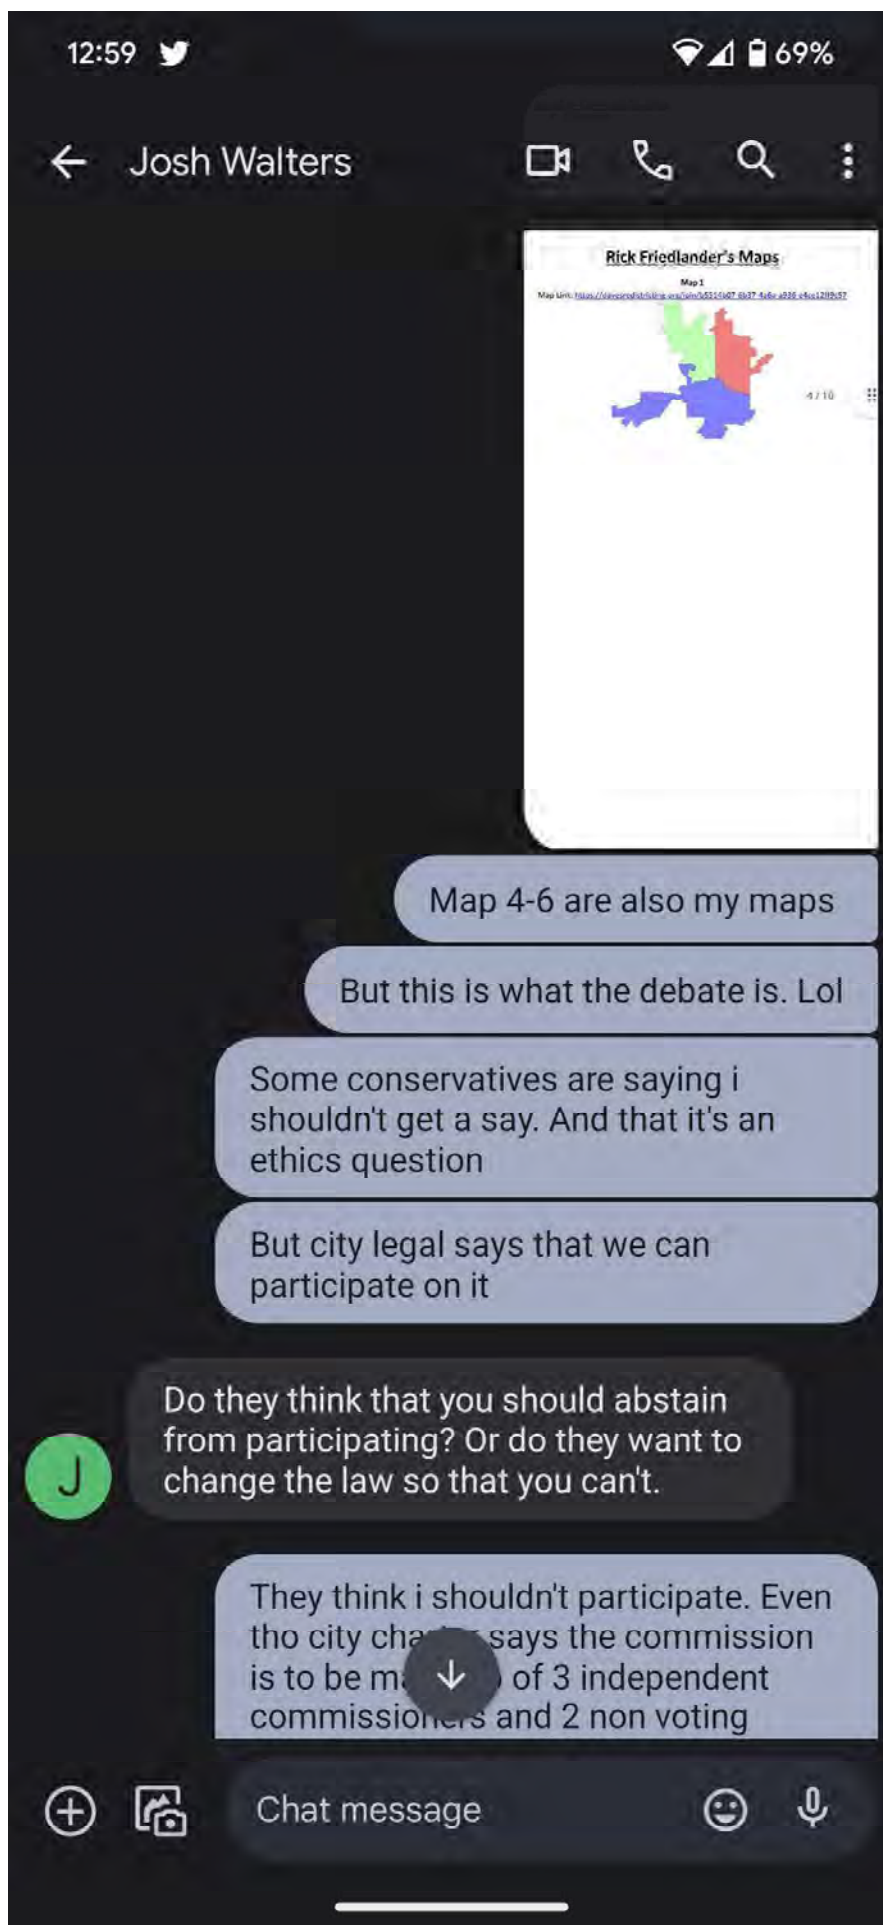 12:59
69%
Josh Walters
Rick Friedlander's Maps
Map 1
Map Link:
4 / 10
Map 4-6 are also my maps
But this is what the debate is. Lol
Some conservatives are saying i
shouldn't get a say. And that it's an
ethics question
But city legal says that we can
participate on it
Do they think that you should abstain
from participating? Or do they want to
change the law so that you can't.
J
They think i shouldn't participate. Even
tho city says the commission
is to be of 3 independent
commissioners and 2 non voting
Chat message